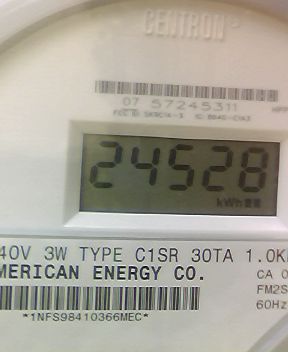 CENTRON
07 57245311
24528
kWh
40V 3W TYPE C1SR 30TA 1.0K
MERICAN ENERGY CO.
CA 0
FM2S
60Hz
*1NFS98410366MEC*